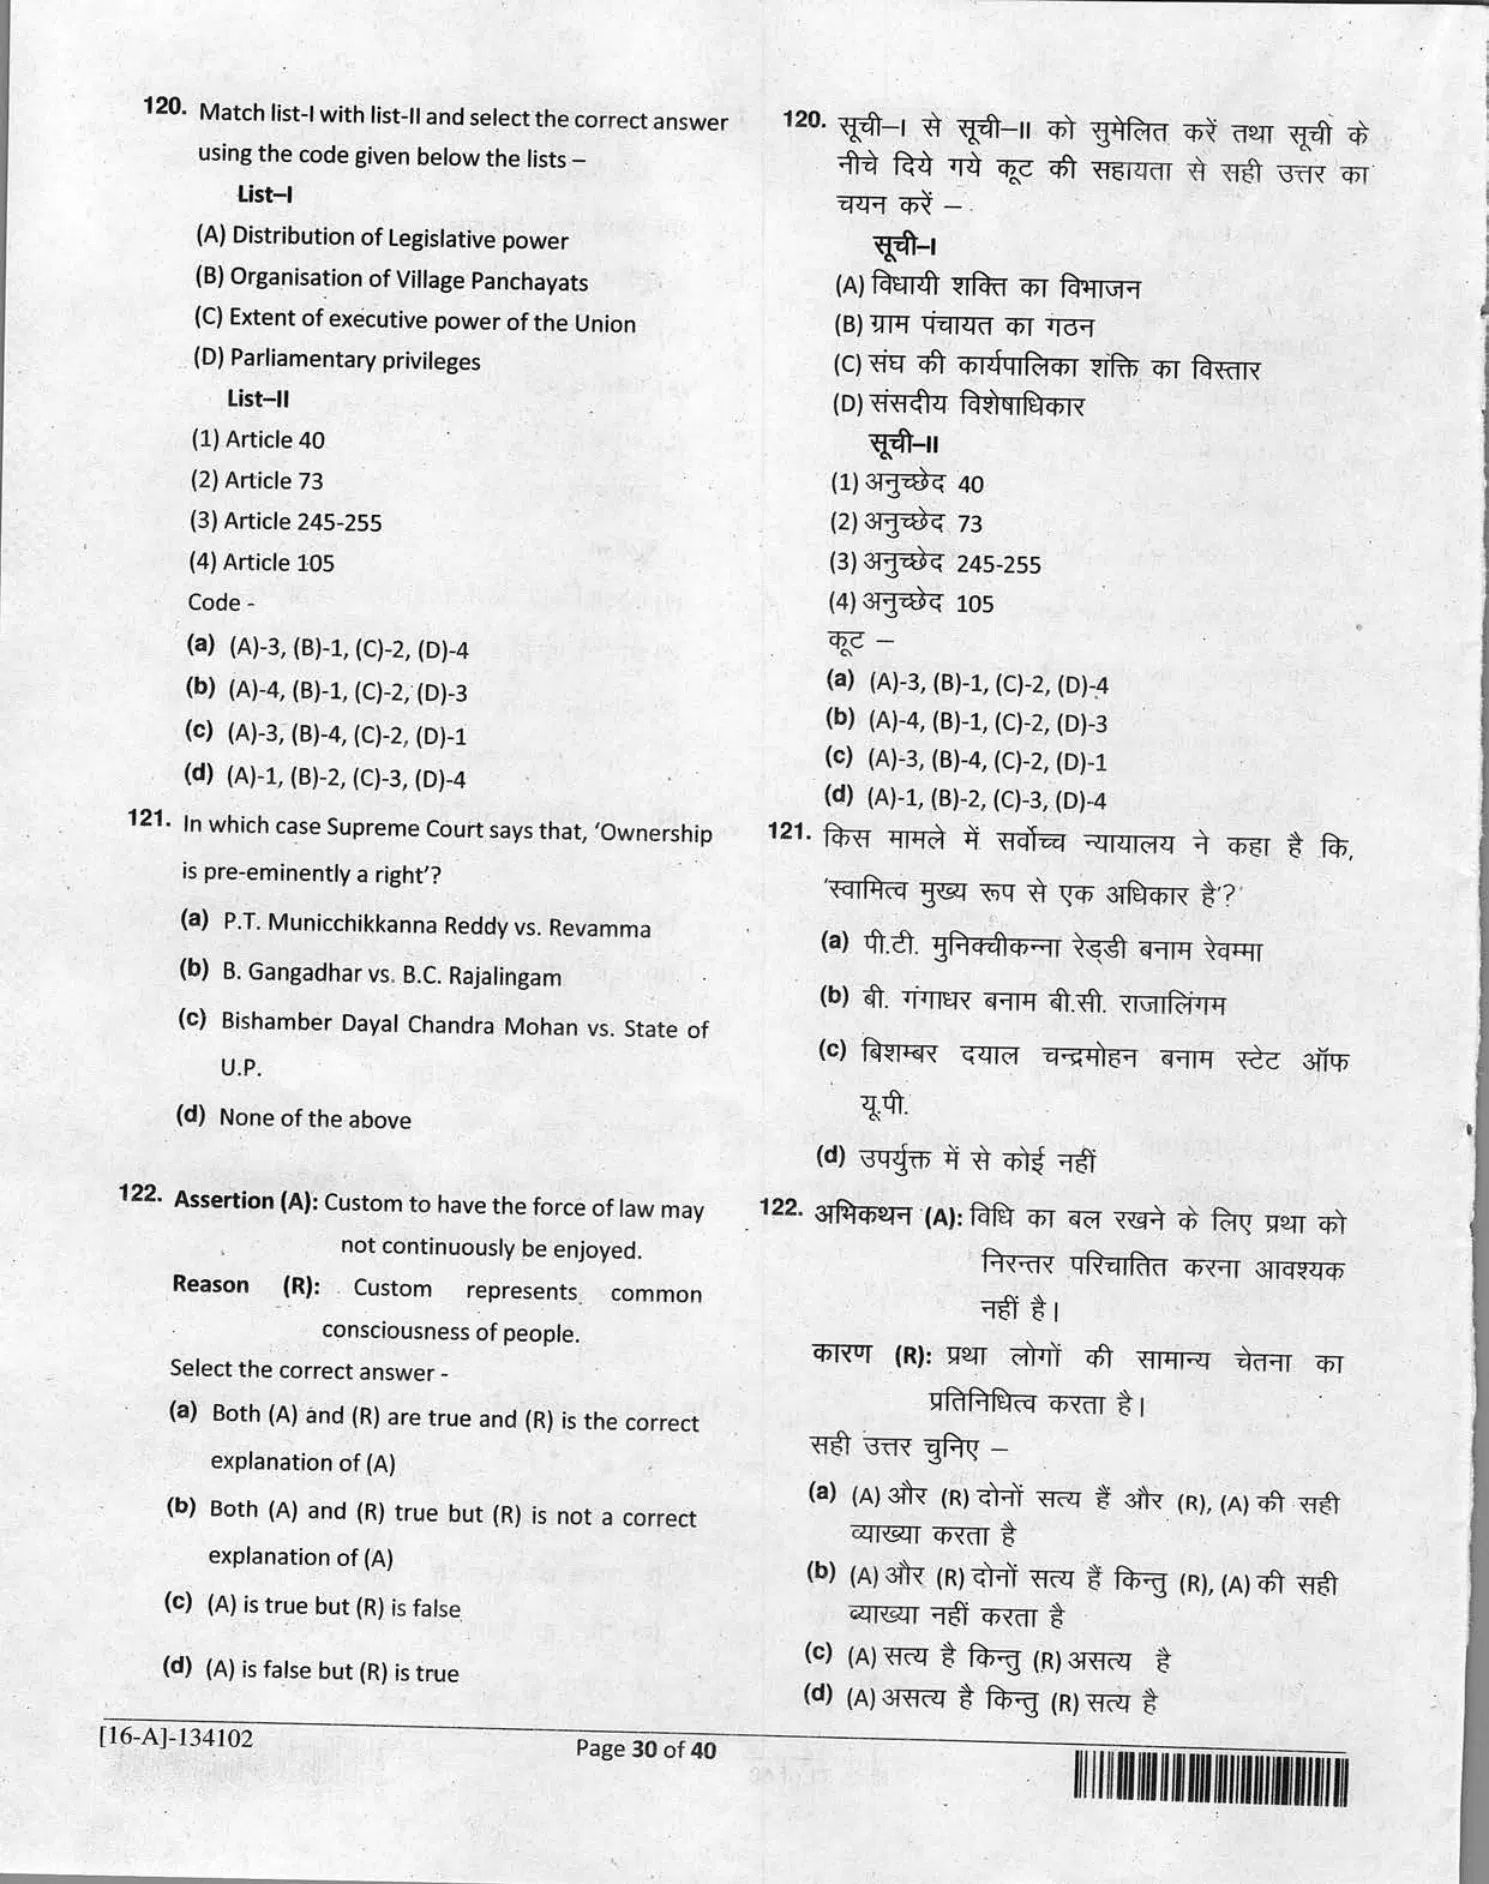 120. Match list-I with list-II and select the correct answer
using the code given below the lists –
List–I
(A) Distribution of Legislative power
(B) Organisation of Village Panchayats
(C) Extent of executive power of the Union
(D) Parliamentary privileges
List–II
(1) Article 40
(2) Article 73
(3) Article 245-255
(4) Article 105
Code -
(a) (A)-3, (B)-1, (C)-2, (D)-4
(b) (A)-4, (B)-1, (C)-2, (D)-3
(c) (A)-3, (B)-4, (C)-2, (D)-1
(d) (A)-1, (B)-2, (C)-3, (D)-4
121. In which case Supreme Court says that, ‘Ownership
is pre-eminently a right’?
(a) P.T. Municchikkanna Reddy vs. Revamma
(b) B. Gangadhar vs. B.C. Rajalingam
(c) Bishamber Dayal Chandra Mohan vs. State of
U.P.
(d) None of the above
122. Assertion (A): Custom to have the force of law may
not continuously be enjoyed.
Reason (R): Custom represents common
consciousness of people.
Select the correct answer -
(a) Both (A) and (R) are true and (R) is the correct
explanation of (A)
(b) Both (A) and (R) true but (R) is not a correct
explanation of (A)
(c) (A) is true but (R) is false
(d) (A) is false but (R) is true
120. सूची–I से सूची–II को सुमेलित करें तथा सूची के
नीचे दिये गये कूट की सहायता से सही उत्तर का
चयन करें –
सूची–I
(A) विधायी शक्ति का विभाजन
(B) ग्राम पंचायत का गठन
(C) संघ की कार्यपालिका शक्ति का विस्तार
(D) संसदीय विशेषाधिकार
सूची–II
(1) अनुच्छेद 40
(2) अनुच्छेद 73
(3) अनुच्छेद 245-255
(4) अनुच्छेद 105
कूट –
(a) (A)-3, (B)-1, (C)-2, (D)-4
(b) (A)-4, (B)-1, (C)-2, (D)-3
(c) (A)-3, (B)-4, (C)-2, (D)-1
(d) (A)-1, (B)-2, (C)-3, (D)-4
121. किस मामले में सर्वोच्च न्यायालय ने कहा है कि,
‘स्वामित्व मुख्य रूप से एक अधिकार है’?
(a) पी.टी. मुनिक्चीकन्ना रेड्डी बनाम रेवम्मा
(b) बी. गंगाधर बनाम बी.सी. राजालिंगम
(c) बिशम्बर दयाल चन्द्रमोहन बनाम स्टेट ऑफ
यू.पी.
(d) उपर्युक्त में से कोई नहीं
122. अभिकथन (A): विधि का बल रखने के लिए प्रथा को
निरन्तर परिचातित करना आवश्यक
नहीं है।
कारण (R): प्रथा लोगों की सामान्य चेतना का
प्रतिनिधित्व करता है।
सही उत्तर चुनिए –
(a) (A) और (R) दोनों सत्य हैं और (R), (A) की सही
व्याख्या करता है
(b) (A) और (R) दोनों सत्य हैं किन्तु (R), (A) की सही
व्याख्या नहीं करता है
(c) (A) सत्य है किन्तु (R) असत्य है
(d) (A) असत्य है किन्तु (R) सत्य है
[16-A]-134102
Page 30 of 40